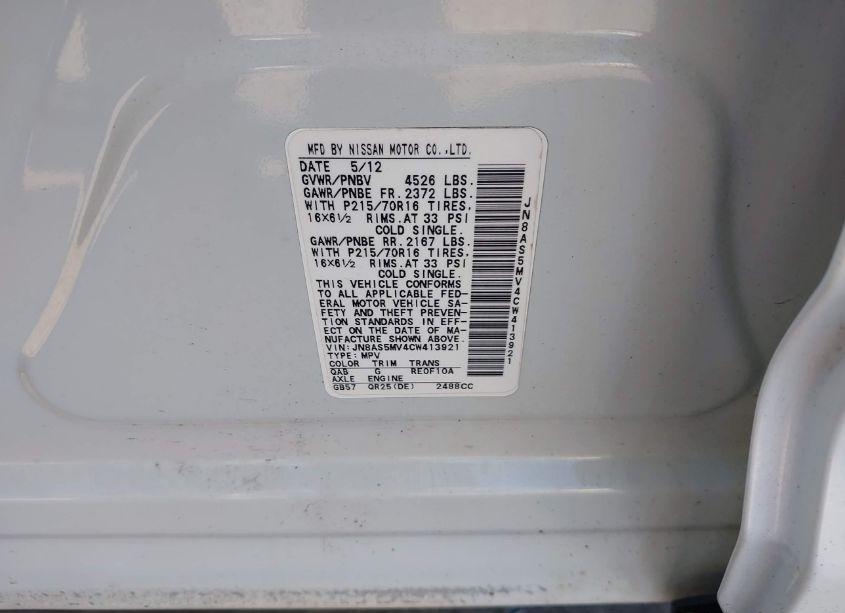 MFD BY NISSAN MOTOR CO.,LTD.
DATE 5/12
GVWR/PNBV 4526 LBS.
GAWR/PNBE FR. 2372 LBS.
WITH P215/70R16 TIRES,
16X6½ RIMS.AT 33 PSI
COLD SINGLE.
GAWR/PNBE RR. 2167 LBS.
WITH P215/70R16 TIRES,
16X6½ RIMS.AT 33 PSI
COLD SINGLE.
THIS VEHICLE CONFORMS
TO ALL APPLICABLE FED-
ERAL MOTOR VEHICLE SA-
FETY AND THEFT PREVEN-
TION STANDARDS IN EFF-
ECT ON THE DATE OF MA-
NUFACTURE SHOWN ABOVE.
VIN: JN8AS5MV4CW413921
TYPE: MPV
COLOR TRIM TRANS
QAB G RE0F10A
AXLE ENGINE
GB57 QR25(DE) 2488CC
JN8AS5MV4CW413921